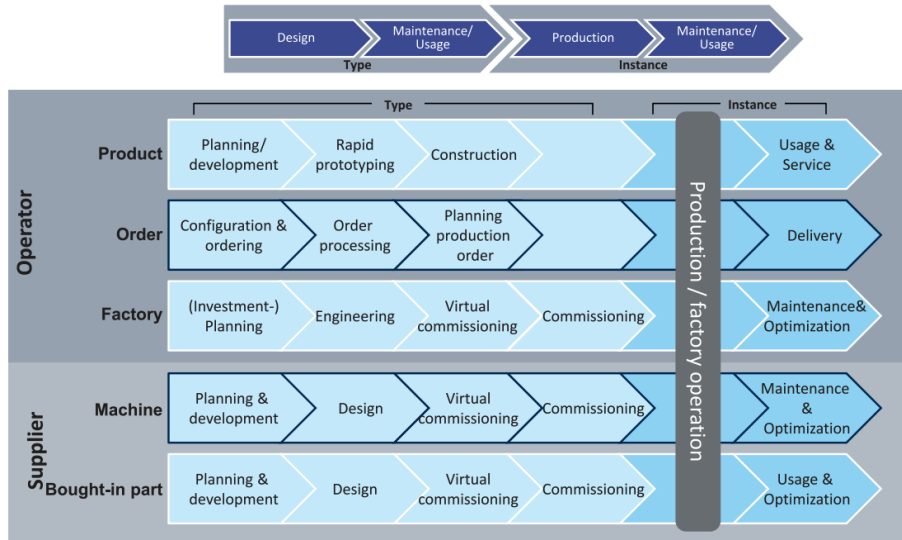 Design
Maintenance/
Usage
Production
Maintenance/
Usage
Type
Instance
Type
Instance
Operator
Product
Planning/
development
Rapid
prototyping
Construction
Usage &
Service
Order
Configuration &
ordering
Order
processing
Planning
production
order
Delivery
Factory
(Investment-)
Planning
Engineering
Virtual
commissioning
Commissioning
Maintenance&
Optimization
Production / factory operation
Supplier
Machine
Planning &
development
Design
Virtual
commissioning
Commissioning
Maintenance
&
Optimization
Bought-in part
Planning &
development
Design
Virtual
commissioning
Commissioning
Usage &
Optimization